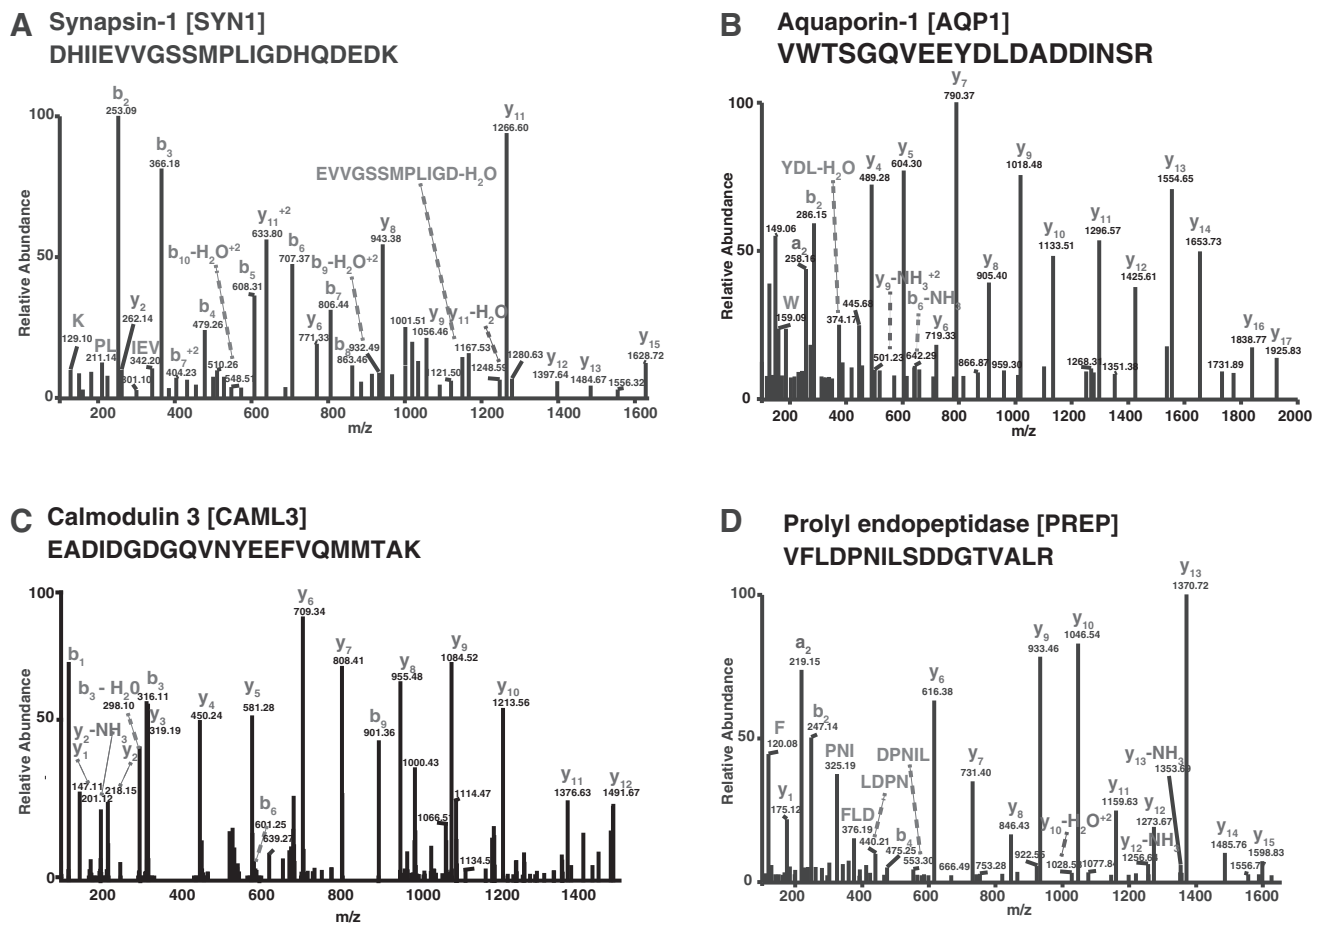 A Synapsin-1 [SYN1]
DHIIEVVGSSMPLIGDHQDEDK
b2
253.09
y11
1266.60
100
b3
366.18
EVVGSSMPLIGD-H2O
y11+2
633.80
y8
943.38
b10-H2O+2
b6
707.37
b9-H2O+2
50
b5
608.31
b7
806.44
y2
262.14
b4
479.26
y6
771.33
1001.51
y9
1056.46
y11-H2O
K
129.10
PL
211.14
IEV
342.20
b7+2
404.23
510.26
b8
863.46
932.49
1167.53
1280.63
y15
1628.72
301.10
548.51
1121.50
1248.59
y12
1397.64
y13
1484.67
1556.32
0
200 400 600 800 1000 1200 1400 1600
m/z
Relative Abundance
B Aquaporin-1 [AQP1]
VWTSGQVEEYDLDADDINSR
y7
790.37
100
YDL-H2O
y4
489.28
y5
604.30
y9
1018.48
y13
1554.65
b2
286.15
149.06
a2
258.16
y10
1133.51
y11
1296.57
y14
1653.73
50
y8
905.40
y12
1425.61
y9-NH3+2
b6-NH3
W
159.09
374.17
445.68
y6
719.33
y16
1838.77
y17
1925.83
501.23
642.29
866.87
959.30
1268.31
1351.38
1731.89
0
200 400 600 800 1000 1200 1400 1600 1800 2000
m/z
Relative Abundance
C Calmodulin 3 [CAML3]
EADIDGDGQVNYEEFVQMMTAK
100
y6
709.34
b1
y7
808.41
y9
1084.52
y8
955.48
b3 - H20
298.10
b3
316.11
y3
319.19
y4
450.24
y5
581.28
y10
1213.56
50
y2-NH3
y1
y2
b9
901.36
147.11
201.12
218.15
1000.43
y11
1376.63
y12
1491.67
b6
601.25
639.27
1066.5
1114.47
1134.5
0
200 400 600 800 1000 1200 1400
m/z
Relative Abundance
D Prolyl endopeptidase [PREP]
VFLDPNILSDDGTVALR
y13
1370.72
100
a2
219.15
y6
616.38
y9
933.46
y10
1046.54
b2
247.14
F
120.08
PNI
325.19
DPNIL
LDPN
y7
731.40
y13-NH3
1353.69
50
y1
175.12
FLD
376.19
440.21
b4
475.25
553.30
y8
846.43
y10-H2O+2
y11
1159.63
y12
1273.67
y12-NH3
1256.64
y14
1485.76
y15
1598.83
666.49
753.28
922.55
1028.53
1077.84
1556.7
0
200 400 600 800 1000 1200 1400 1600
m/z
Relative Abundance